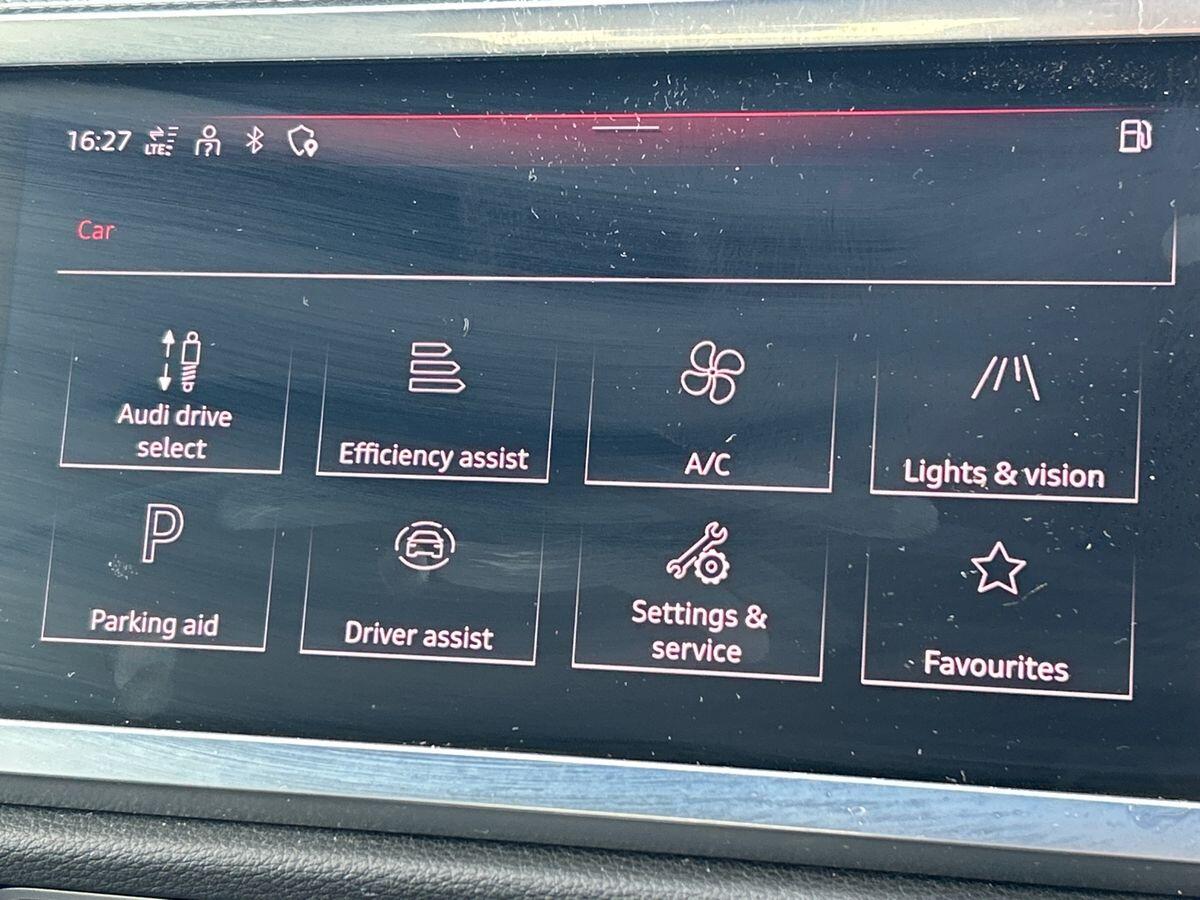 16:27 LTE
Car
Audi drive
select
Efficiency assist
A/C
Lights & vision
P
Parking aid
Driver assist
Settings &
service
Favourites